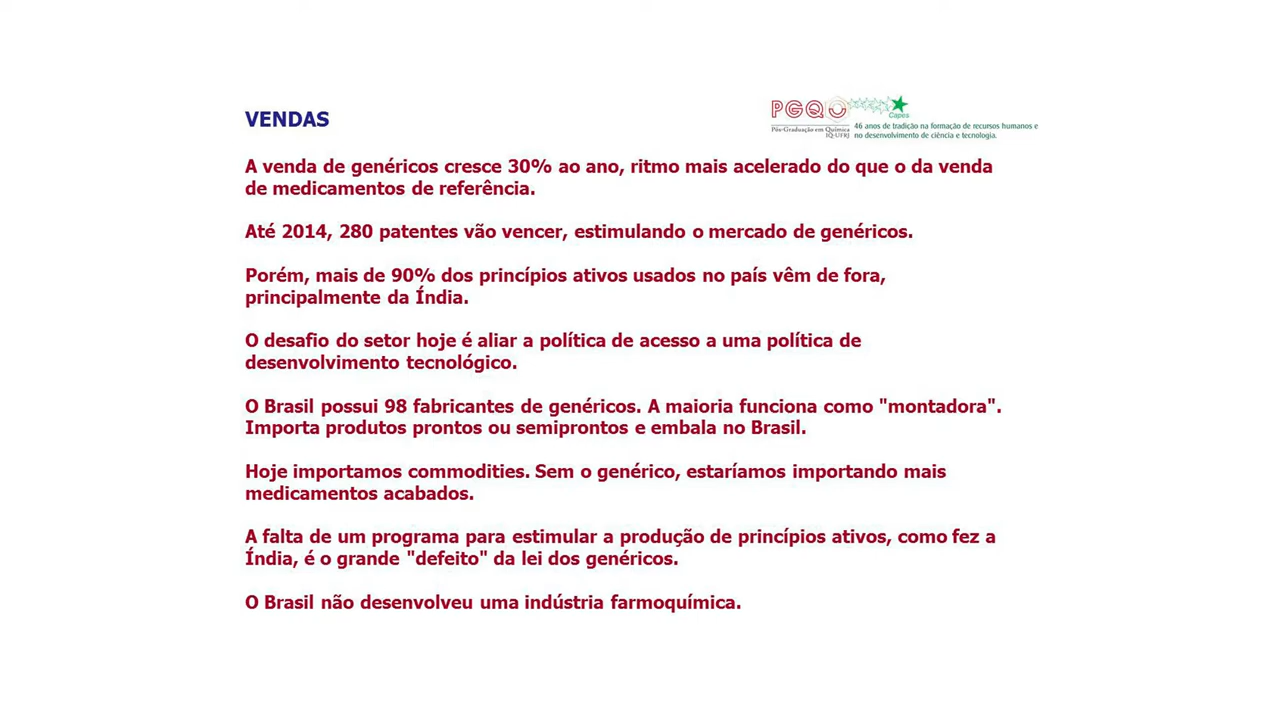 VENDAS
PGQU
Capes
Pós-Graduação em Química
IQ-UFRJ
46 anos de tradição na formação de recursos humanos e
no desenvolvimento de ciência e tecnologia.
A venda de genéricos cresce 30% ao ano, ritmo mais acelerado do que o da venda
de medicamentos de referência.
Até 2014, 280 patentes vão vencer, estimulando o mercado de genéricos.
Porém, mais de 90% dos princípios ativos usados no país vêm de fora,
principalmente da Índia.
O desafio do setor hoje é aliar a política de acesso a uma política de
desenvolvimento tecnológico.
O Brasil possui 98 fabricantes de genéricos. A maioria funciona como "montadora".
Importa produtos prontos ou semiprontos e embala no Brasil.
Hoje importamos commodities. Sem o genérico, estaríamos importando mais
medicamentos acabados.
A falta de um programa para estimular a produção de princípios ativos, como fez a
Índia, é o grande "defeito" da lei dos genéricos.
O Brasil não desenvolveu uma indústria farmoquímica.